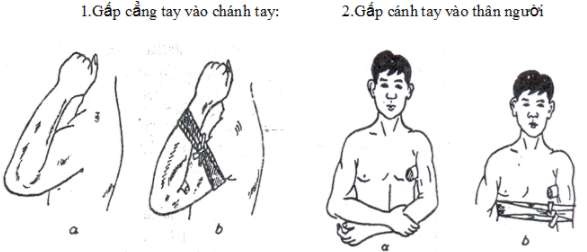 1.Gấp cẳng tay vào chánh tay:
2.Gấp cánh tay vào thân người
a
b
a
b